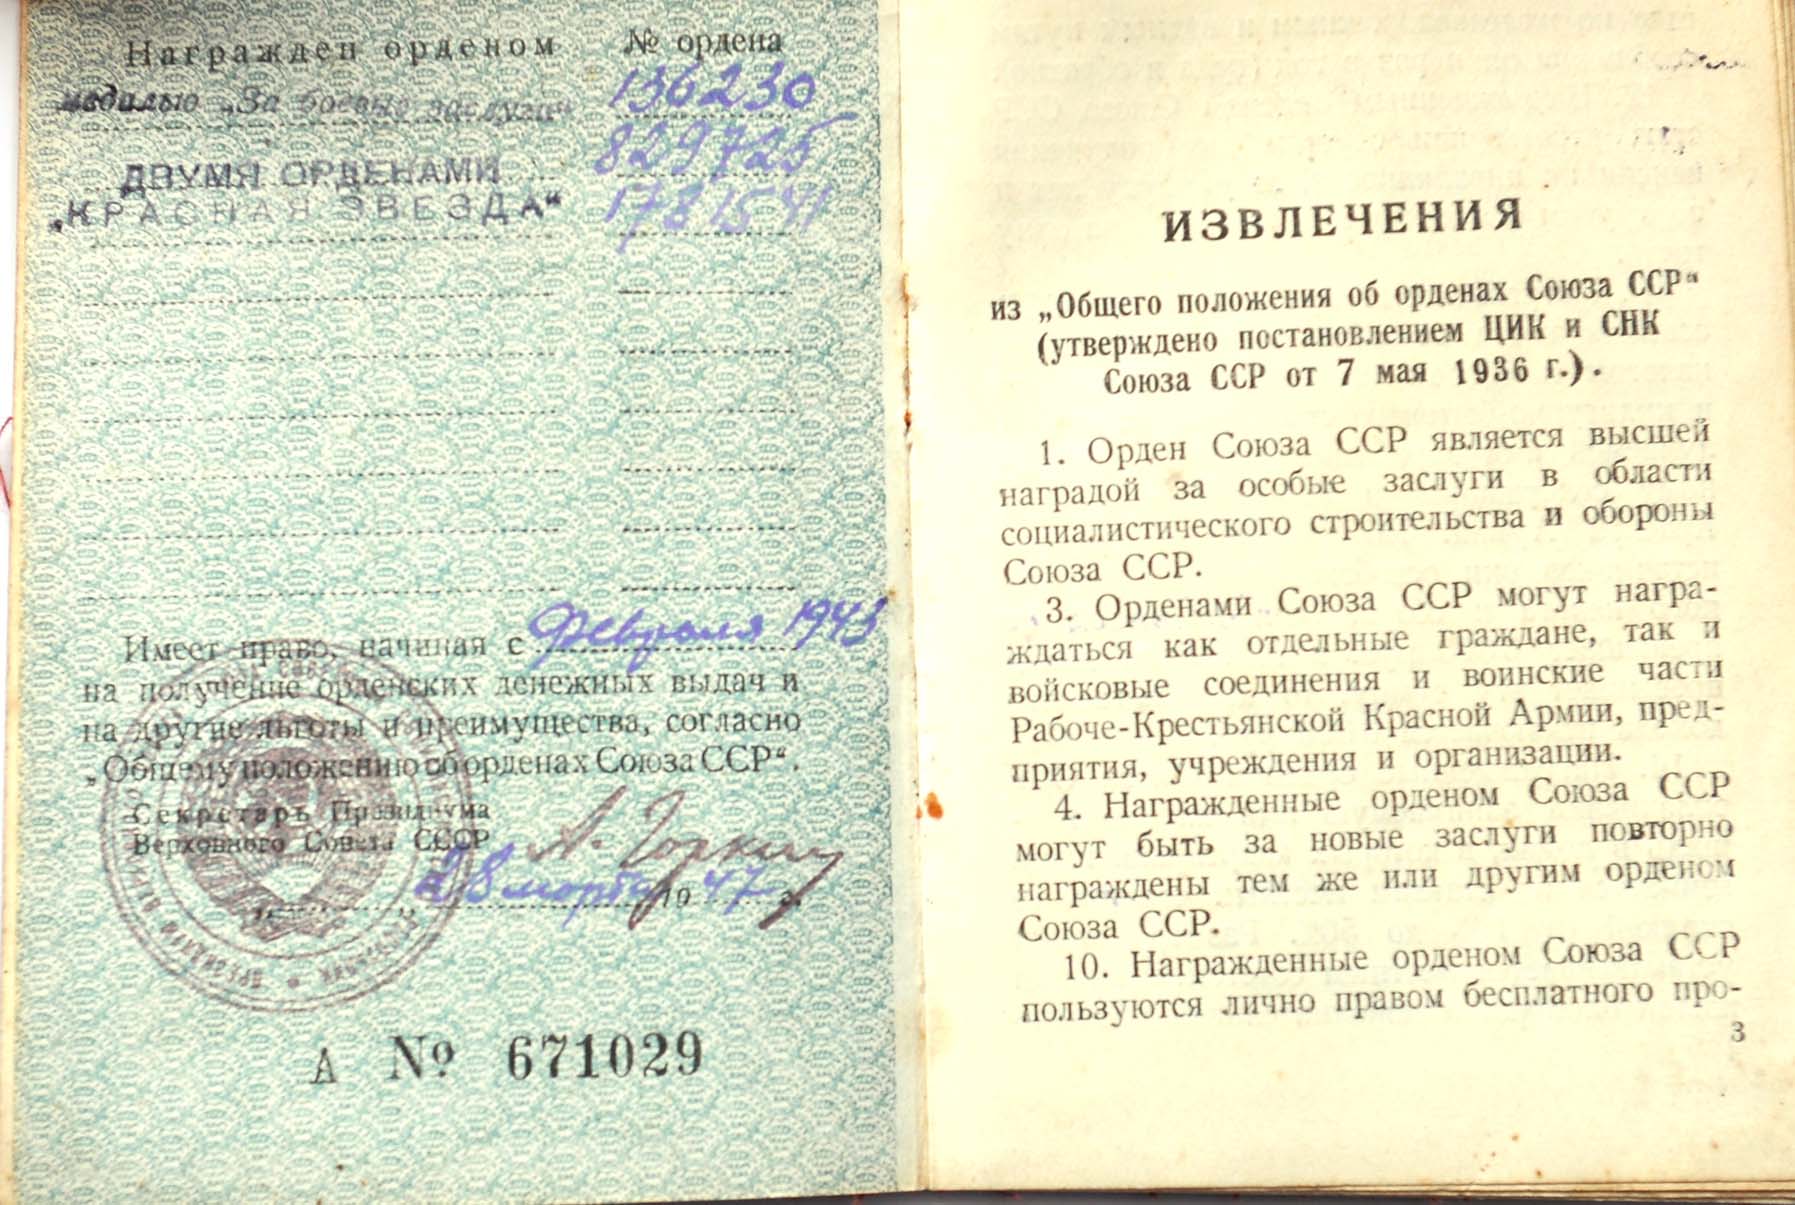 Награжден орденом № ордена
медалью „За боевые заслуги“ 136230
829725
ДВУМЯ ОРДЕНАМИ
„КРАСНАЯ ЗВЕЗДА“ 1781541
Имеет право, начиная с февраля 1943
на получение орденских денежных выдач и
на другие льготы и преимущества, согласно
„Общему положению об орденах Союза ССР“.
Секретарь Президиума
Верховного Совета СССР А. Горкин
28 марта 1947 г.
А № 671029
ИЗВЛЕЧЕНИЯ
из „Общего положения об орденах Союза ССР“
(утверждено постановлением ЦИК и СНК
Союза ССР от 7 мая 1936 г.).
1. Орден Союза ССР является высшей
наградой за особые заслуги в области
социалистического строительства и обороны
Союза ССР.
3. Орденами Союза ССР могут награ-
ждаться как отдельные граждане, так и
войсковые соединения и воинские части
Рабоче-Крестьянской Красной Армии, пред-
приятия, учреждения и организации.
4. Награжденные орденом Союза ССР
могут быть за новые заслуги повторно
награждены тем же или другим орденом
Союза ССР.
10. Награжденные орденом Союза ССР
пользуются лично правом бесплатного про-
3